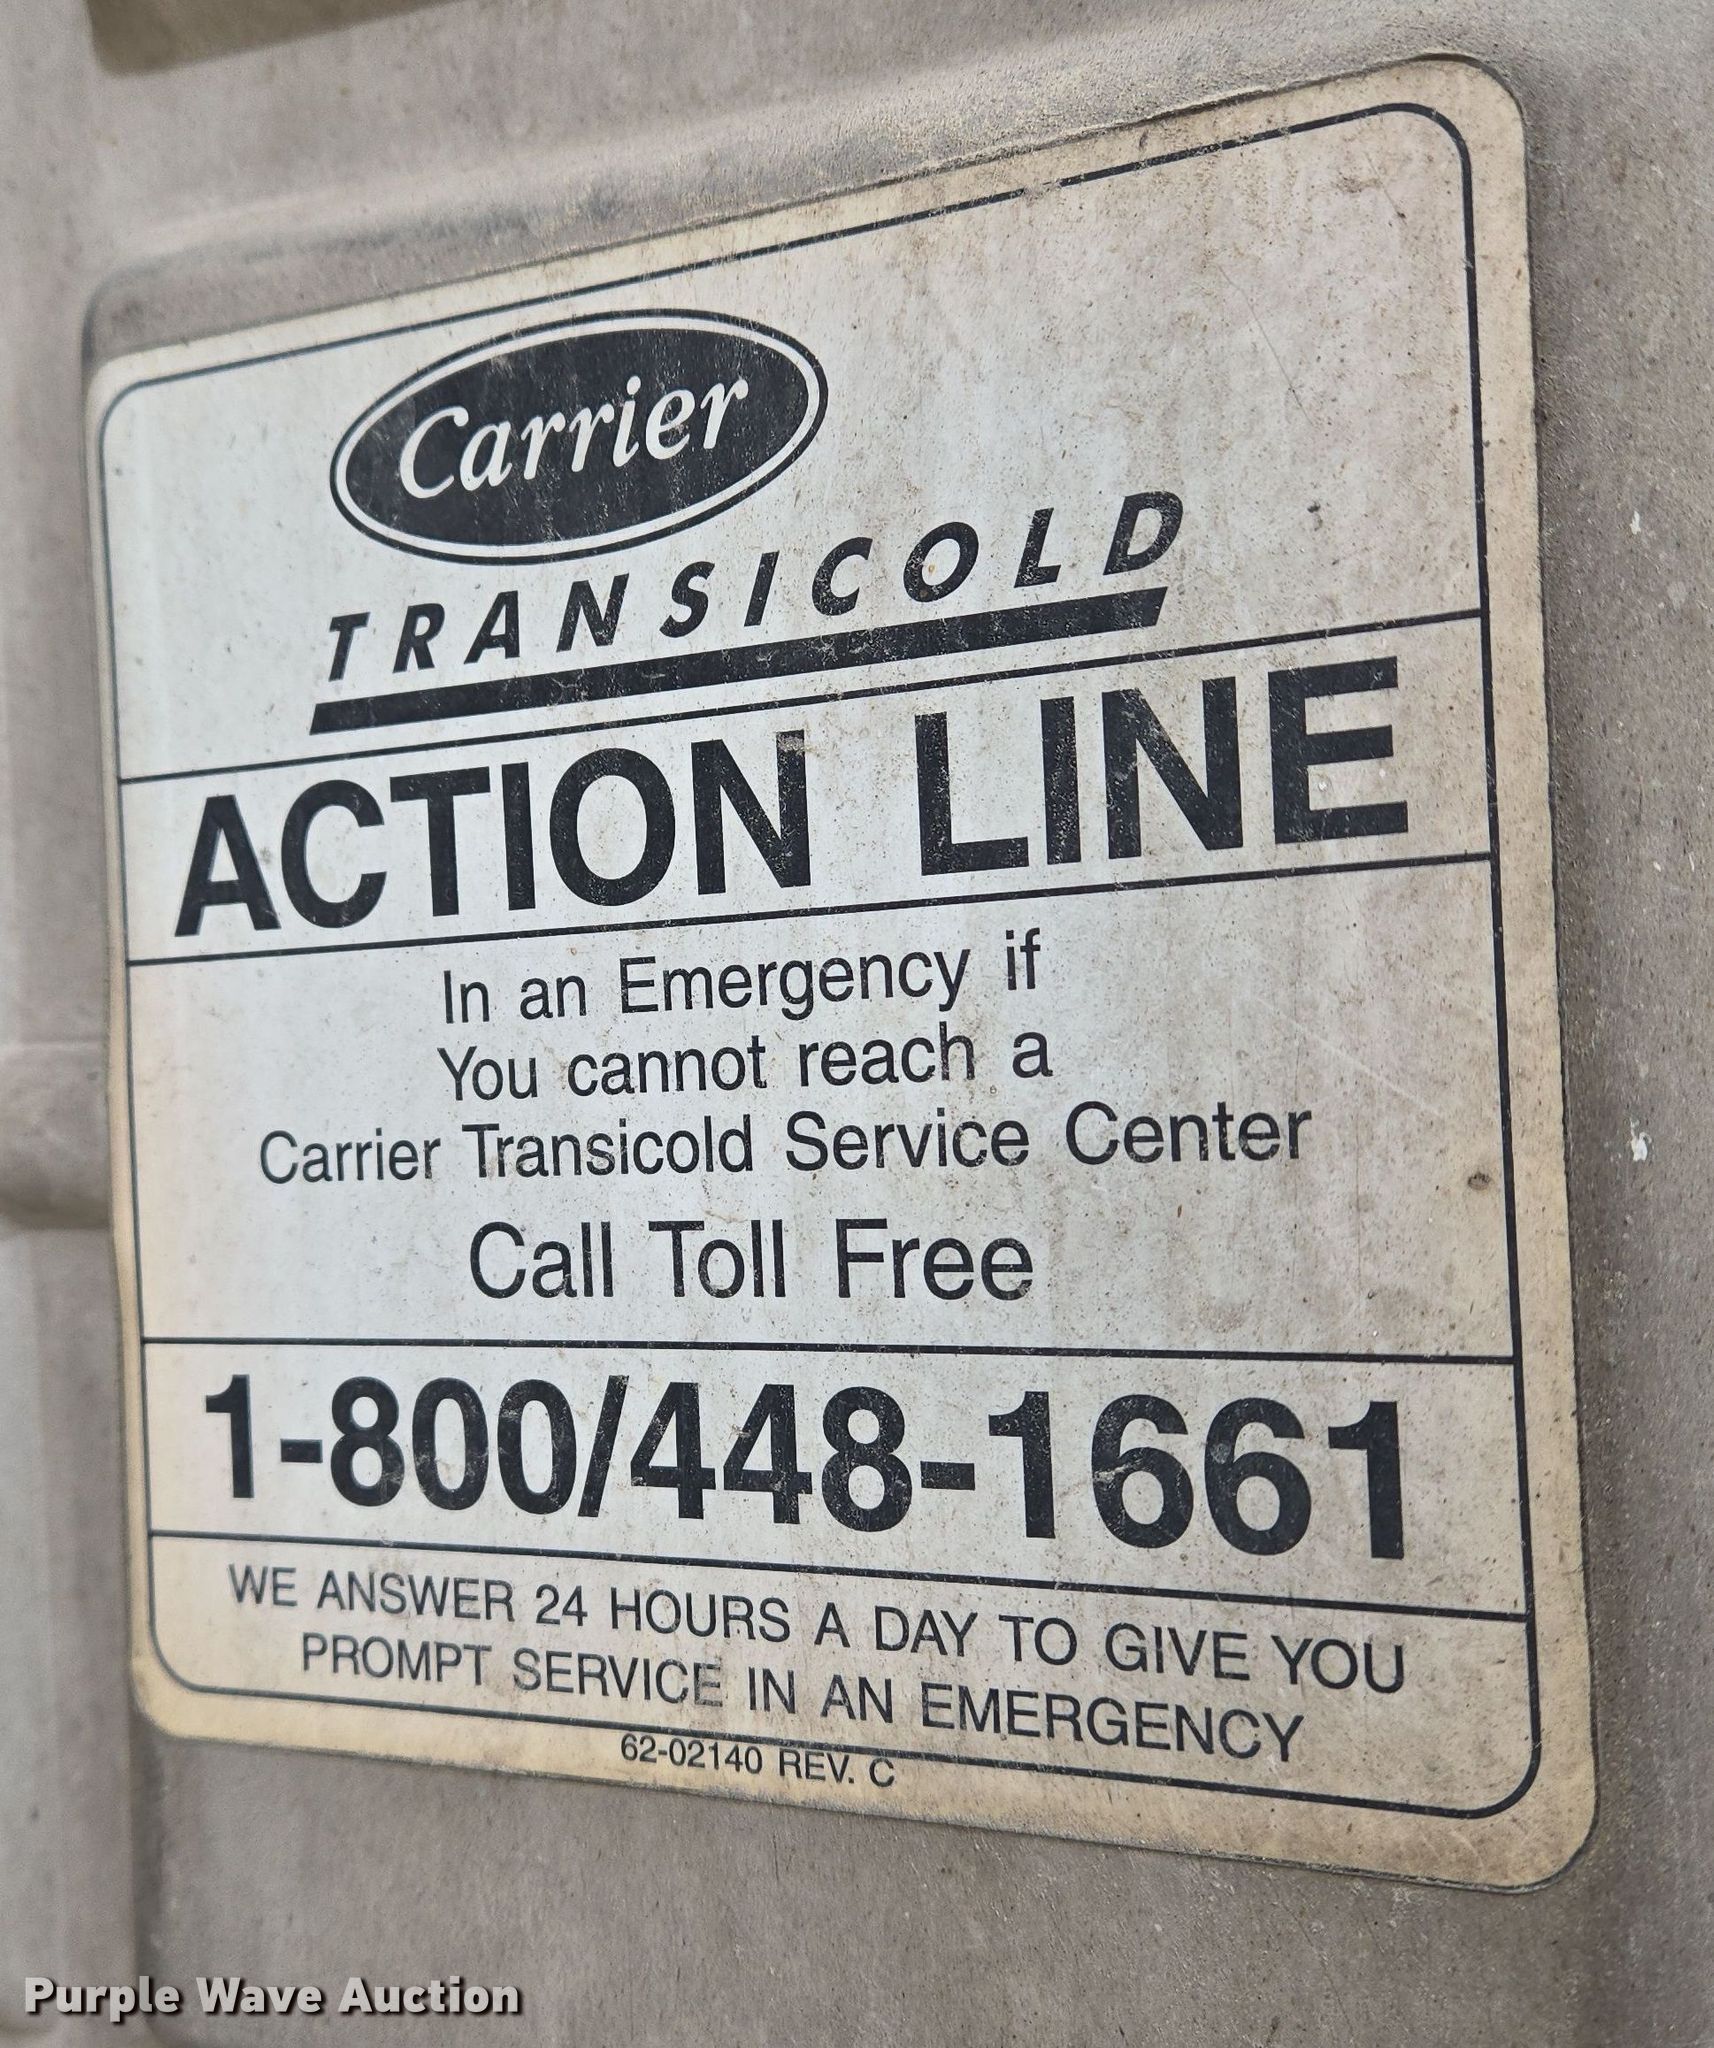 Carrier
TRANSICOLD
ACTION LINE
In an Emergency if
You cannot reach a
Carrier Transicold Service Center
Call Toll Free
1-800/448-1661
WE ANSWER 24 HOURS A DAY TO GIVE YOU
PROMPT SERVICE IN AN EMERGENCY
62-02140 REV. C
Purple Wave Auction